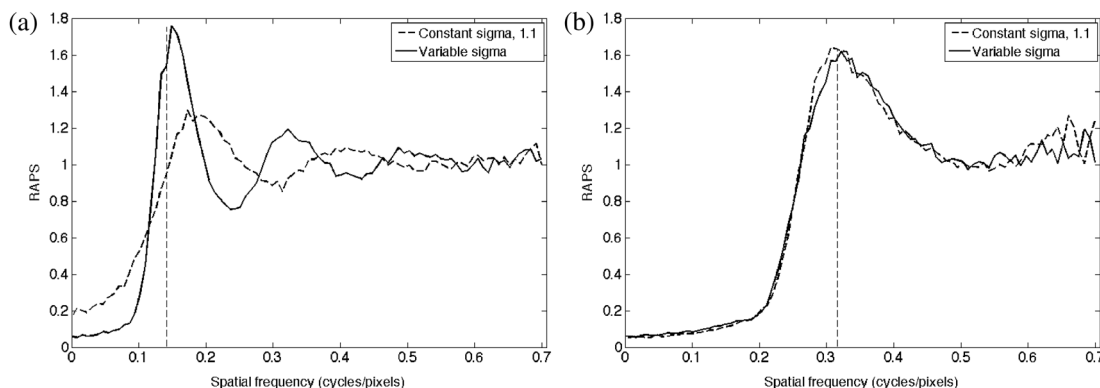 (a)
1.8
1.6
1.4
1.2
1
0.8
0.6
0.4
0.2
0
RAPS
Constant sigma, 1.1
Variable sigma
0 0.1 0.2 0.3 0.4 0.5 0.6 0.7
Spatial frequency (cycles/pixels)
(b)
1.8
1.6
1.4
1.2
1
0.8
0.6
0.4
0.2
0
RAPS
Constant sigma, 1.1
Variable sigma
0 0.1 0.2 0.3 0.4 0.5 0.6 0.7
Spatial frequency (cycles/pixels)